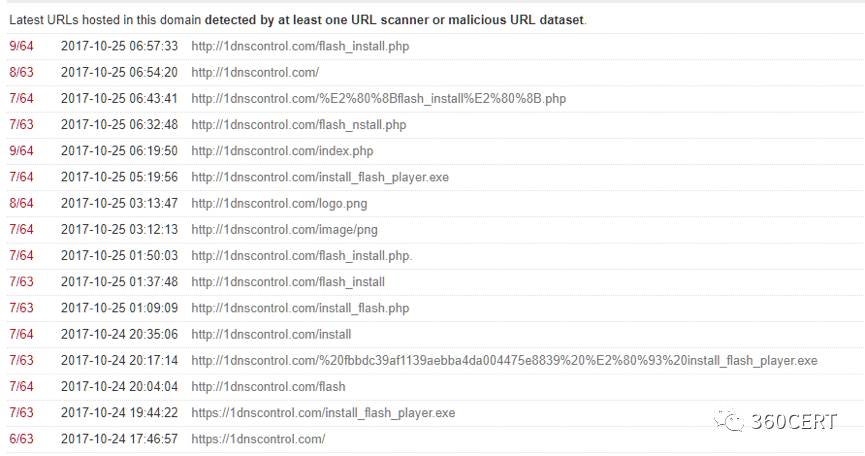 Latest URLs hosted in this domain detected by at least one URL scanner or malicious URL dataset.
9/64 2017-10-25 06:57:33 http://1dnscontrol.com/flash_install.php
8/63 2017-10-25 06:54:20 http://1dnscontrol.com/
7/64 2017-10-25 06:43:41 http://1dnscontrol.com/%E2%80%8Bflash_install%E2%80%8B.php
7/63 2017-10-25 06:32:48 http://1dnscontrol.com/flash_nstall.php
9/64 2017-10-25 06:19:50 http://1dnscontrol.com/index.php
7/64 2017-10-25 05:19:56 http://1dnscontrol.com/install_flash_player.exe
8/64 2017-10-25 03:13:47 http://1dnscontrol.com/logo.png
7/64 2017-10-25 03:12:13 http://1dnscontrol.com/image/png
7/64 2017-10-25 01:50:03 http://1dnscontrol.com/flash_install.php.
7/63 2017-10-25 01:37:48 http://1dnscontrol.com/flash_install
7/63 2017-10-25 01:09:09 http://1dnscontrol.com/install_flash.php
7/64 2017-10-24 20:35:06 http://1dnscontrol.com/install
7/63 2017-10-24 20:17:14 http://1dnscontrol.com/%20fbbdc39af1139aebba4da004475e8839%20%E2%80%93%20install_flash_player.exe
7/64 2017-10-24 20:04:04 http://1dnscontrol.com/flash
7/63 2017-10-24 19:44:22 https://1dnscontrol.com/install_flash_player.exe
6/63 2017-10-24 17:46:57 https://1dnscontrol.com/
360CERT